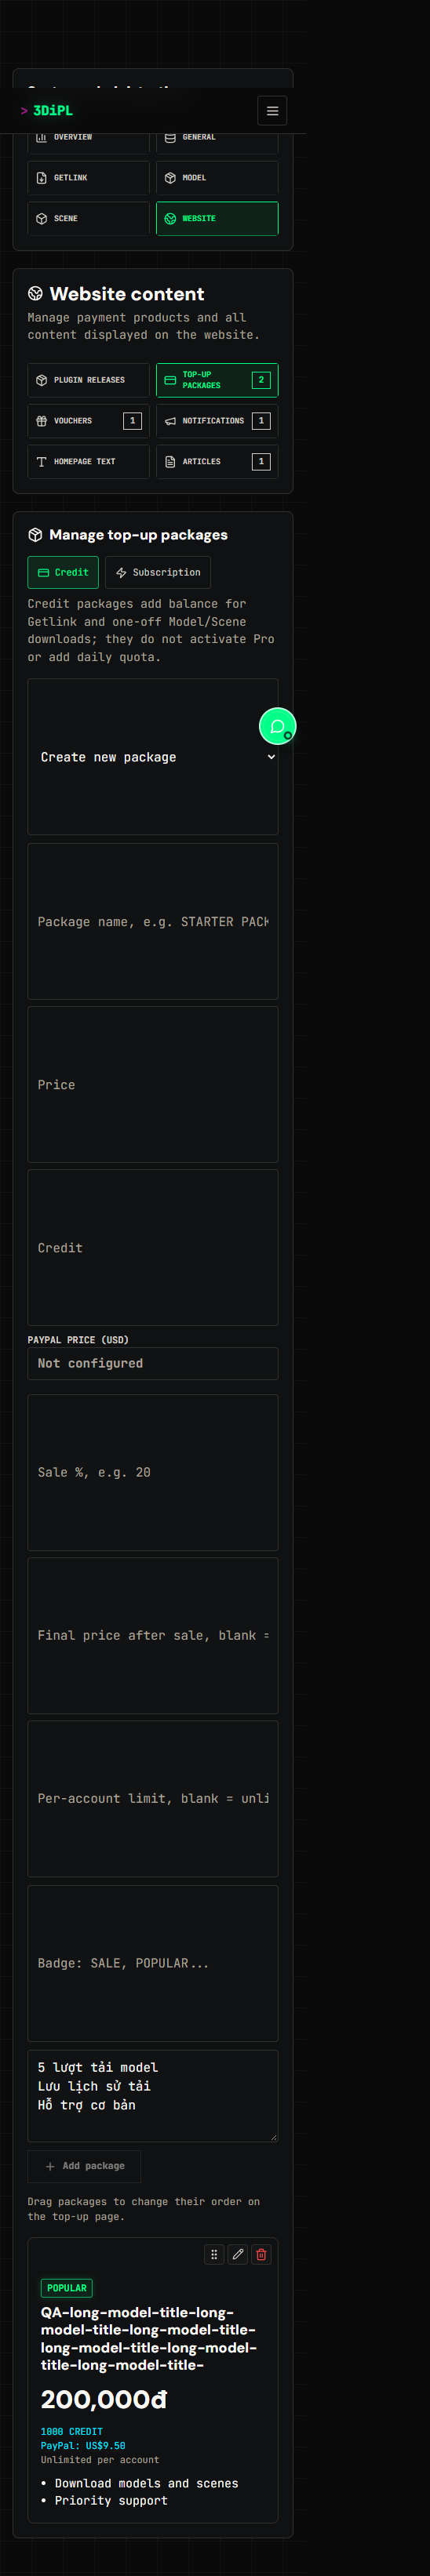 > 3DiPL
OVERVIEW
GENERAL
GETLINK
MODEL
SCENE
WEBSITE
Website content
Manage payment products and all
content displayed on the website.
PLUGIN RELEASES
TOP-UP
PACKAGES
2
VOUCHERS
1
NOTIFICATIONS
1
HOMEPAGE TEXT
ARTICLES
1
Manage top-up packages
Credit
Subscription
Credit packages add balance for
Getlink and one-off Model/Scene
downloads; they do not activate Pro
or add daily quota.
Create new package
Package name, e.g. STARTER PACK
Price
Credit
PAYPAL PRICE (USD)
Not configured
Sale %, e.g. 20
Final price after sale, blank =
Per-account limit, blank = unli
Badge: SALE, POPULAR...
5 lượt tải model
Lưu lịch sử tải
Hỗ trợ cơ bản
+ Add package
Drag packages to change their order on
the top-up page.
POPULAR
QA-long-model-title-long-
model-title-long-model-title-
long-model-title-long-model-
title-long-model-title-
200,000đ
1000 CREDIT
PayPal: US$9.50
Unlimited per account
• Download models and scenes
• Priority support